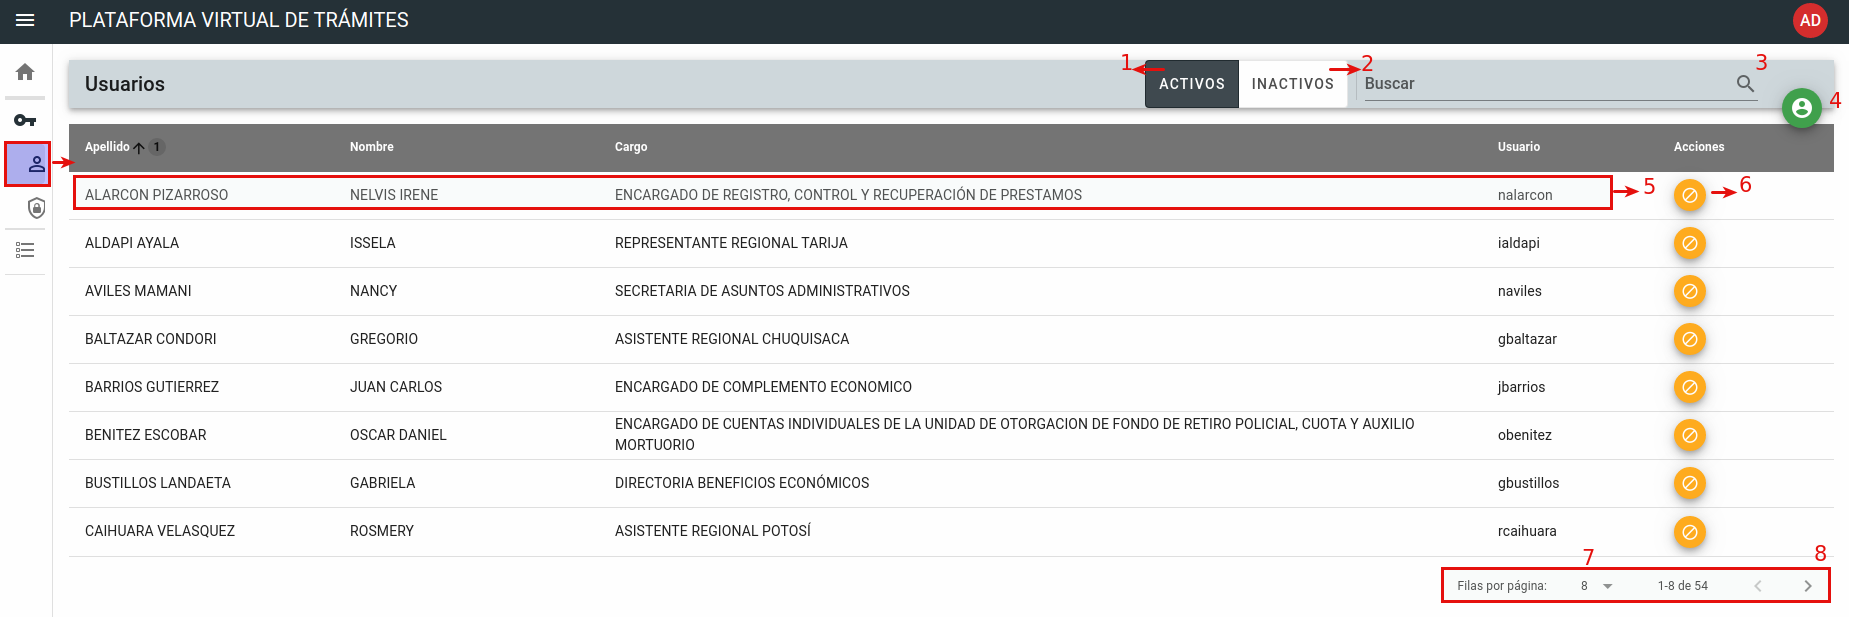 PLATAFORMA VIRTUAL DE TRÁMITES AD
Usuarios 1 ACTIVOS INACTIVOS 2 Buscar 3
4
Apellido 1 Nombre Cargo Usuario Acciones
ALARCON PIZARROSO NELVIS IRENE ENCARGADO DE REGISTRO, CONTROL Y RECUPERACIÓN DE PRESTAMOS nalarcon 5 6
ALDAPI AYALA ISSELA REPRESENTANTE REGIONAL TARIJA ialdapi
AVILES MAMANI NANCY SECRETARIA DE ASUNTOS ADMINISTRATIVOS naviles
BALTAZAR CONDORI GREGORIO ASISTENTE REGIONAL CHUQUISACA gbaltazar
BARRIOS GUTIERREZ JUAN CARLOS ENCARGADO DE COMPLEMENTO ECONOMICO jbarrios
BENITEZ ESCOBAR OSCAR DANIEL ENCARGADO DE CUENTAS INDIVIDUALES DE LA UNIDAD DE OTORGACION DE FONDO DE RETIRO POLICIAL, CUOTA Y AUXILIO
MORTUORIO obenitez
BUSTILLOS LANDAETA GABRIELA DIRECTORIA BENEFICIOS ECONÓMICOS gbustillos
CAIHUARA VELASQUEZ ROSMERY ASISTENTE REGIONAL POTOSÍ rcaihuara
7 8
Filas por página: 8 1-8 de 54